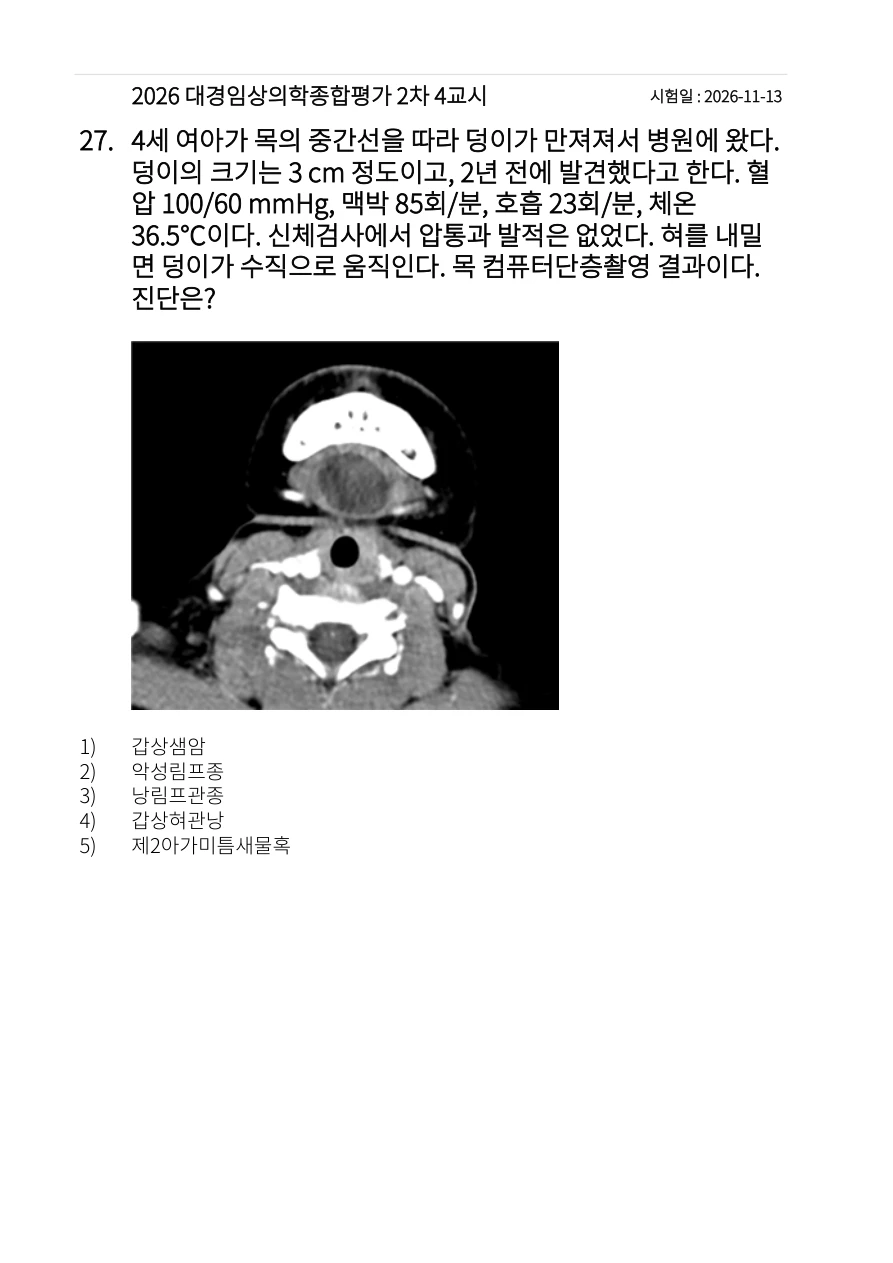 2026 대경임상의학종합평가 2차 4교시
시험일 : 2026-11-13
27. 4세 여아가 목의 중간선을 따라 덩이가 만져져서 병원에 왔다.
덩이의 크기는 3 cm 정도이고, 2년 전에 발견했다고 한다. 혈
압 100/60 mmHg, 맥박 85회/분, 호흡 23회/분, 체온
36.5℃이다. 신체검사에서 압통과 발적은 없었다. 혀를 내밀
면 덩이가 수직으로 움직인다. 목 컴퓨터단층촬영 결과이다.
진단은?
1) 갑상샘암
2) 악성림프종
3) 낭림프관종
4) 갑상혀관낭
5) 제2아가미틈새물혹